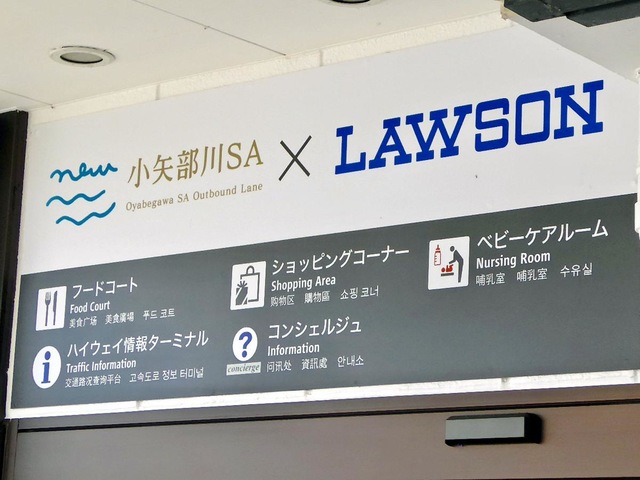 new
小矢部川SA × LAWSON
Oyabegawa SA Outbound Lane
フードコート
Food Court
美食广场 美食廣場 푸드 코트
ショッピングコーナー
Shopping Area
购物区 購物區 쇼핑 코너
ベビーケアルーム
Nursing Room
哺乳室 哺乳室 수유실
i
ハイウェイ情報ターミナル
Traffic Information
交通路况查询平台 고속도로 정보 터미널
?
concierge
コンシェルジュ
Information
问讯处 資訊處 안내소